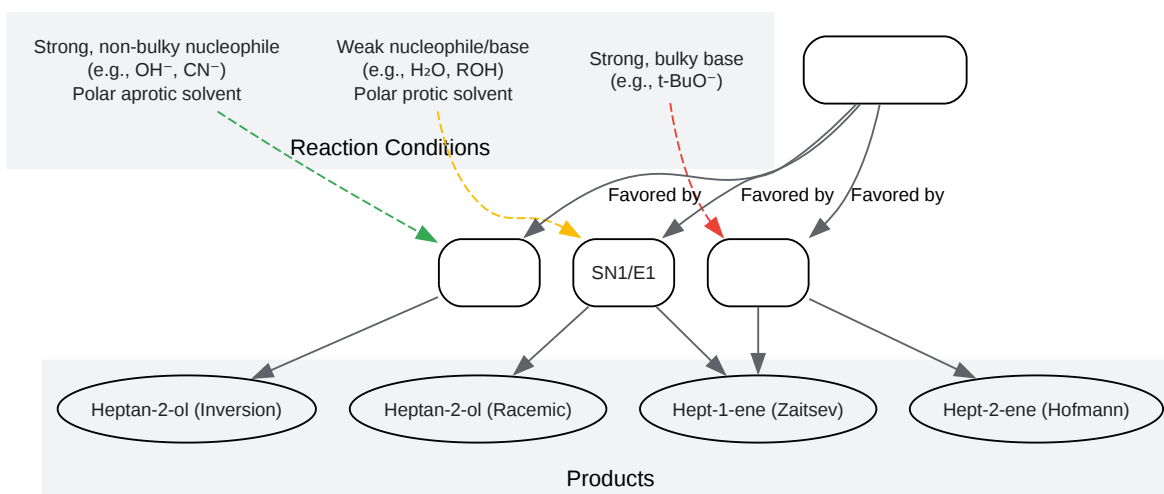 Strong, non-bulky nucleophile
(e.g., OH⁻, CN⁻)
Polar aprotic solvent
Weak nucleophile/base
(e.g., H₂O, ROH)
Polar protic solvent
Strong, bulky base
(e.g., t-BuO⁻)
Reaction Conditions
Favored by
Favored by
Favored by
SN1/E1
Heptan-2-ol (Inversion)
Heptan-2-ol (Racemic)
Hept-1-ene (Zaitsev)
Hept-2-ene (Hofmann)
Products